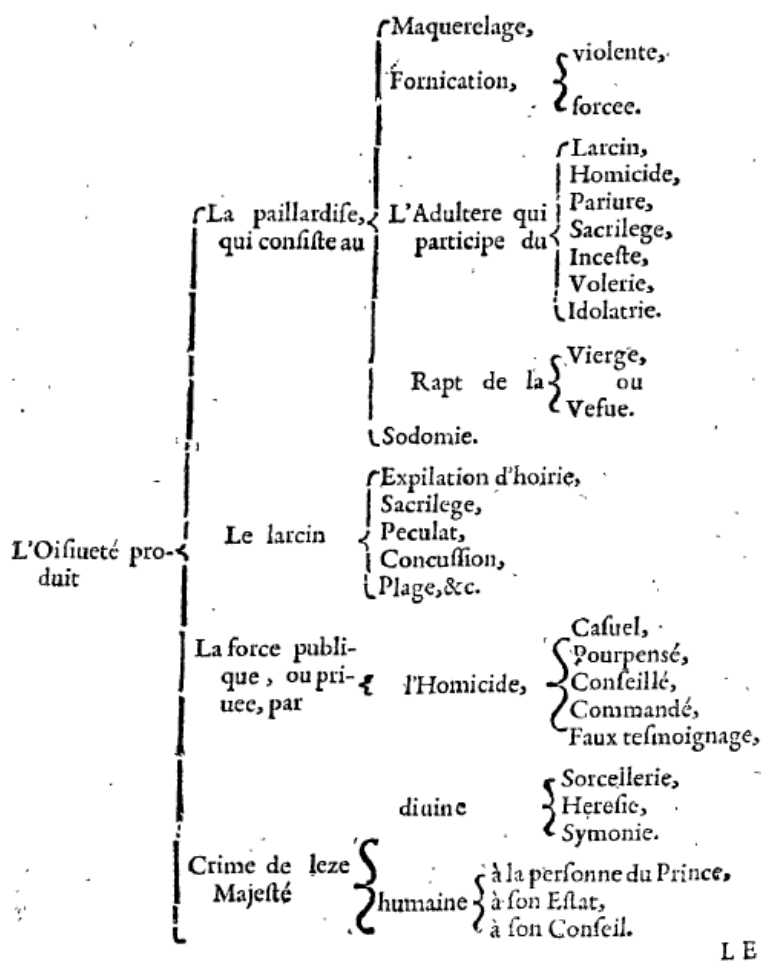 Maquerelage,
Fornication,
violente,
forcee.
La paillardiſe,
qui conſiſte au
L'Adultere qui
participe du
Larcin,
Homicide,
Pariure,
Sacrilege,
Inceſte,
Volerie,
Idolatrie.
Rapt de la
Vierge,
ou
Vefue.
Sodomie.
L'Oiſiueté pro-
duit
Le larcin
Expilation d'hoirie,
Sacrilege,
Peculat,
Concuſſion,
Plage,&c.
La force publi-
que, ou pri-
uee, par
l'Homicide,
Caſuel,
Pourpensé,
Conſeillé,
Commandé,
Faux teſmoignage,
Crime de leze
Majeſté
diuine
Sorcellerie,
Hereſie,
Symonie.
humaine
à la perſonne du Prince,
à ſon Eſtat,
à ſon Conſeil.
LE